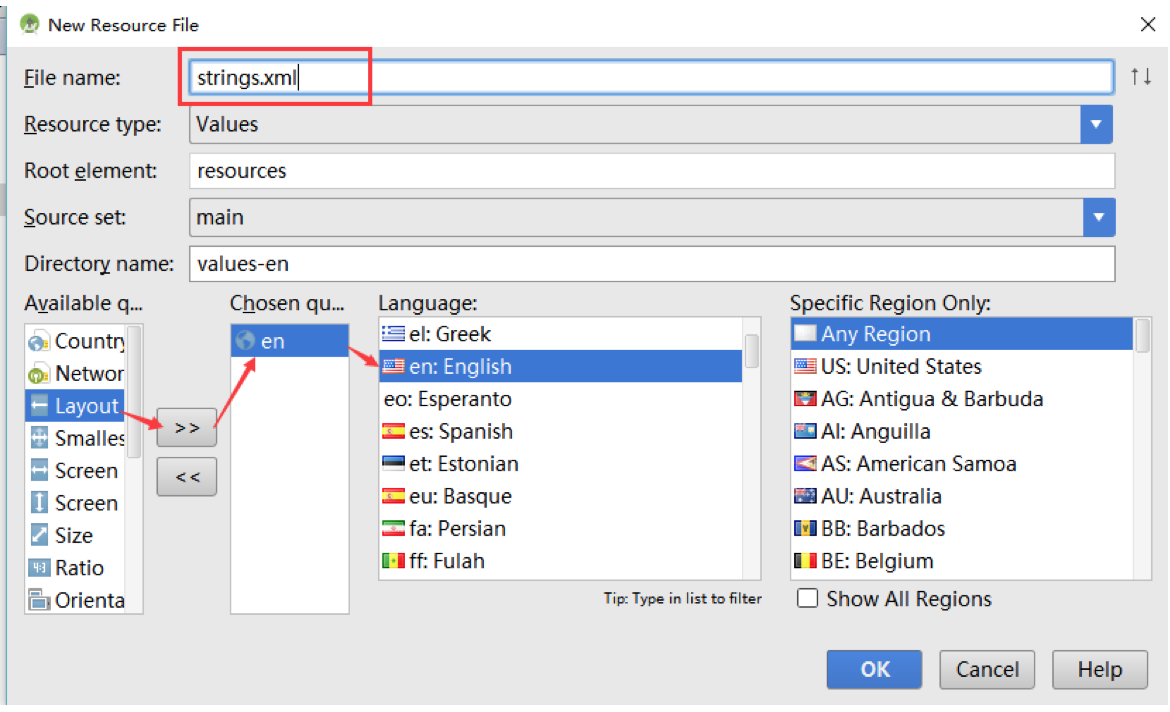 New Resource File
File name: strings.xml
Resource type: Values
Root element: resources
Source set: main
Directory name: values-en
Available q... Chosen qu... Language: Specific Region Only:
Country
Networ
Layout
Smalles
Screen
Screen
Size
Ratio
Orienta
>>
<<
en
el: Greek
en: English
eo: Esperanto
es: Spanish
et: Estonian
eu: Basque
fa: Persian
ff: Fulah
Tip: Type in list to filter
Any Region
US: United States
AG: Antigua & Barbuda
AI: Anguilla
AS: American Samoa
AU: Australia
BB: Barbados
BE: Belgium
Show All Regions
OK Cancel Help